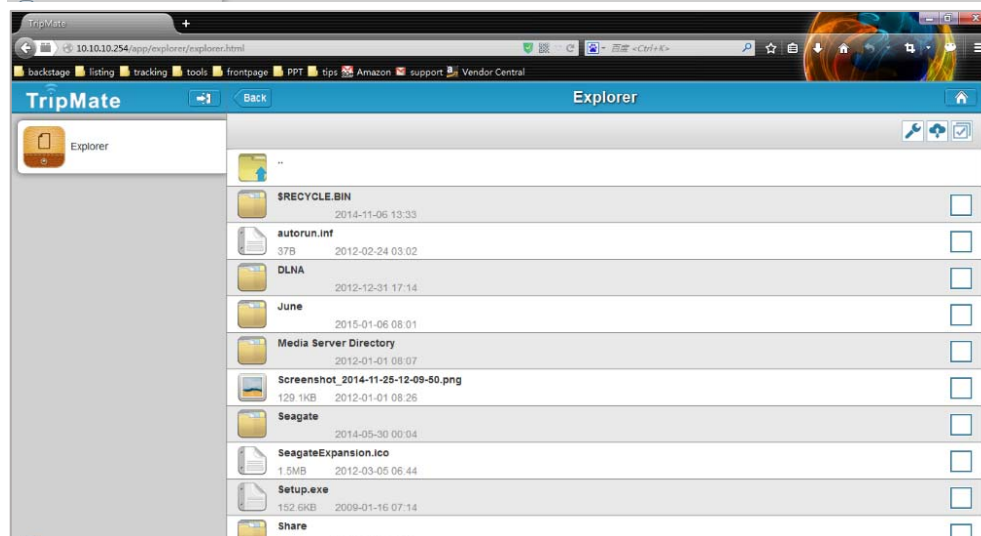 TripMate
10.10.10.254/app/explorer/explorer.html
百度 <Ctrl+K>
backstage listing tracking tools frontpage PPT tips Amazon support Vendor Central
TripMate Back Explorer
Explorer
..
$RECYCLE.BIN
2014-11-06 13:33
autorun.inf
37B 2012-02-24 03:02
DLNA
2012-12-31 17:14
June
2015-01-06 08:01
Media Server Directory
2012-01-01 08:07
Screenshot_2014-11-25-12-09-50.png
129.1KB 2012-01-01 08:26
Seagate
2014-05-30 00:04
SeagateExpansion.ico
1.5MB 2012-03-05 06:44
Setup.exe
152.6KB 2009-01-16 07:14
Share